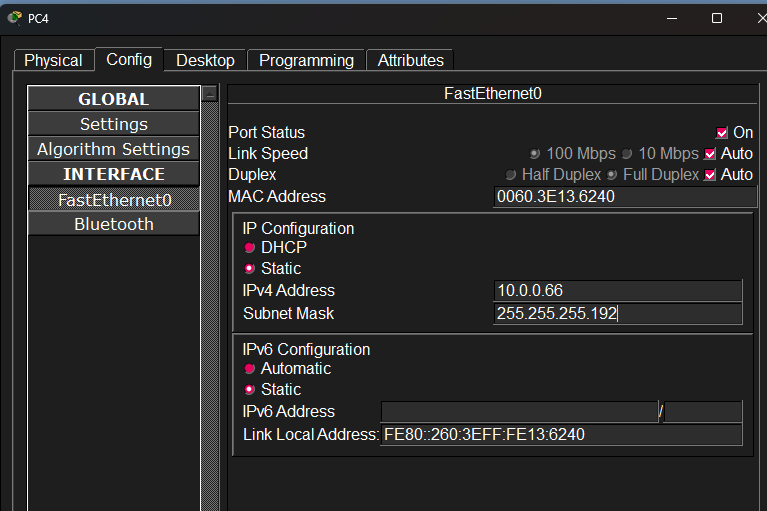 PC4
Physical Config Desktop Programming Attributes
GLOBAL
Settings
Algorithm Settings
INTERFACE
FastEthernet0
Bluetooth
FastEthernet0
Port Status On
Link Speed 100 Mbps 10 Mbps Auto
Duplex Half Duplex Full Duplex Auto
MAC Address 0060.3E13.6240
IP Configuration
DHCP
Static
IPv4 Address 10.0.0.66
Subnet Mask 255.255.255.192
IPv6 Configuration
Automatic
Static
IPv6 Address /
Link Local Address: FE80::260:3EFF:FE13:6240